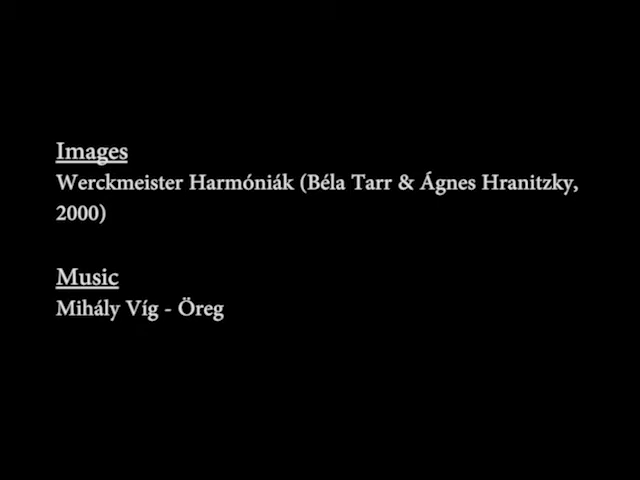 Images
Werckmeister Harmóniák (Béla Tarr & Ágnes Hranitzky,
2000)
Music
Mihály Víg - Öreg